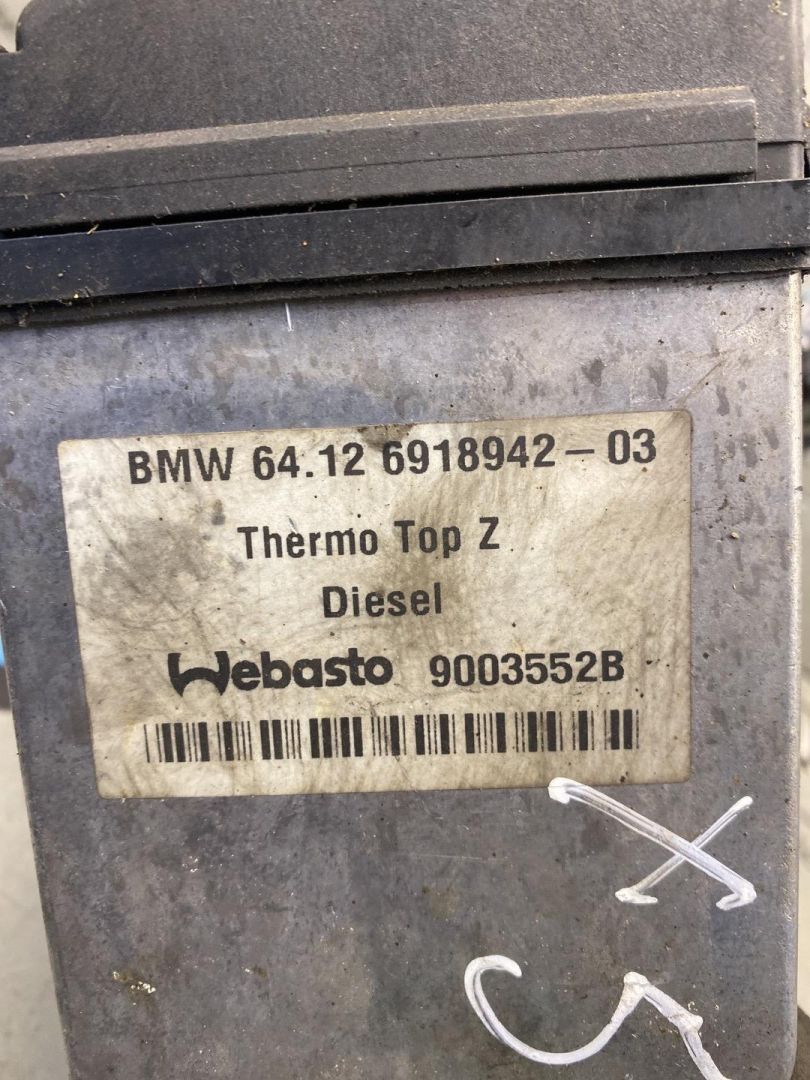 BMW 64.12 6918942-03
Thermo Top Z
Diesel
Webasto 9003552B
X